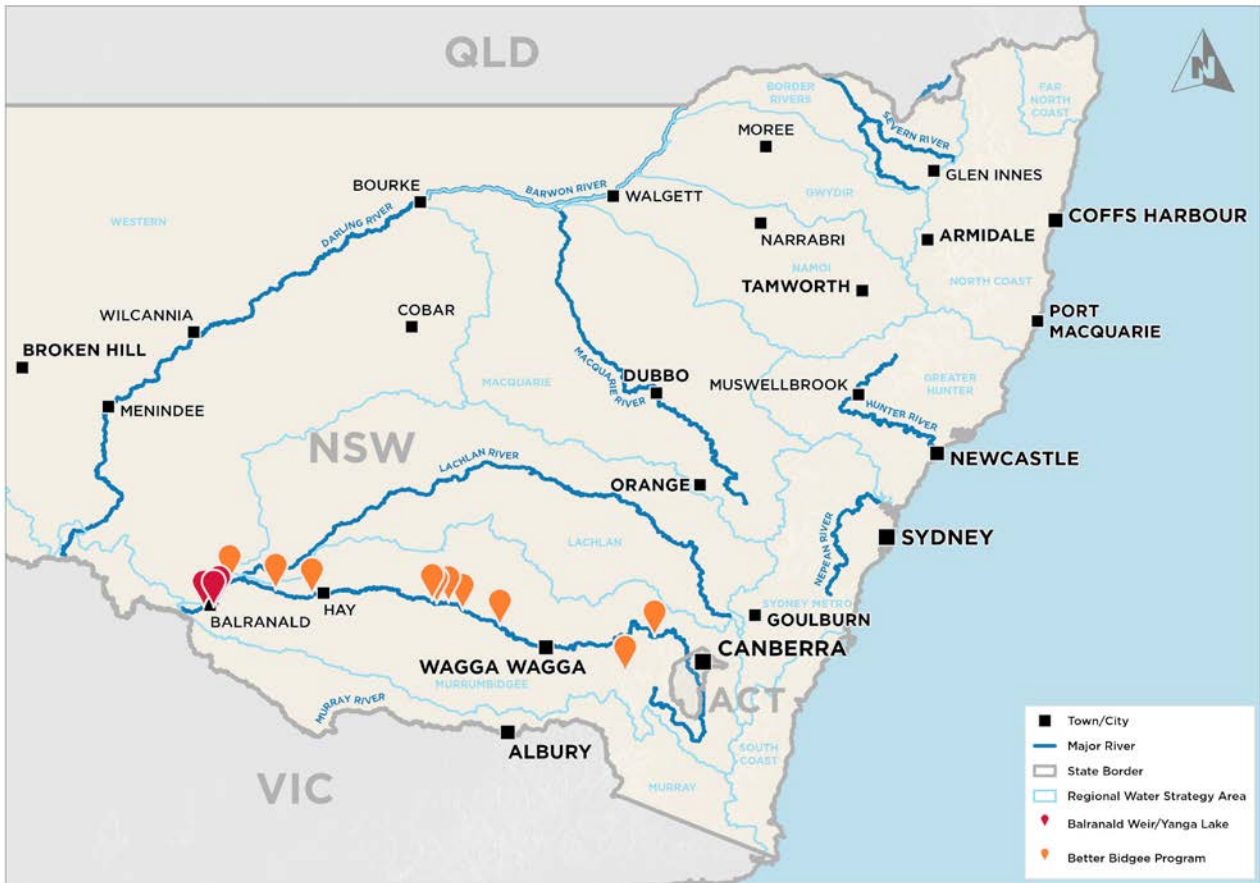 QLD
N
BORDER
RIVERS
FAR
NORTH
COAST
SEVERN RIVER
MOREE
GLEN INNES
BOURKE
BARWON RIVER
WALGETT
GWYDIR
WESTERN
DARLING RIVER
NARRABRI
ARMIDALE
COFFS HARBOUR
NAMOI
TAMWORTH
NORTH COAST
COBAR
WILCANNIA
PORT
MACQUARIE
BROKEN HILL
DUBBO
MACQUARIE
MACQUARIE RIVER
MUSWELLBROOK
GREATER
HUNTER
MENINDEE
HUNTER RIVER
NSW
NEWCASTLE
LACHLAN RIVER
ORANGE
SYDNEY
LACHLAN
NEPEAN RIVER
HAY
BALRANALD
SYDNEY METRO
GOULBURN
CANBERRA
WAGGA WAGGA
MURRUMBIDGEE
ACT
MURRAY RIVER
ALBURY
SOUTH
COAST
VIC
MURRAY
Town/City
Major River
State Border
Regional Water Strategy Area
Balranald Weir/Yanga Lake
Better Bidgee Program